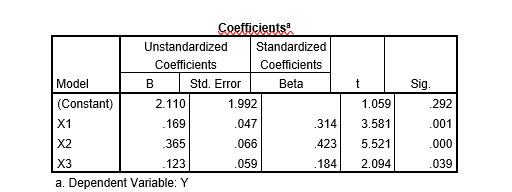 Coefficientsª
Unstandardized Coefficients Standardized Coefficients
Model B Std. Error Beta t Sig.
(Constant) 2.110 1.992 1.059 .292
X1 .169 .047 .314 3.581 .001
X2 .365 .066 .423 5.521 .000
X3 .123 .059 .184 2.094 .039
a. Dependent Variable: Y